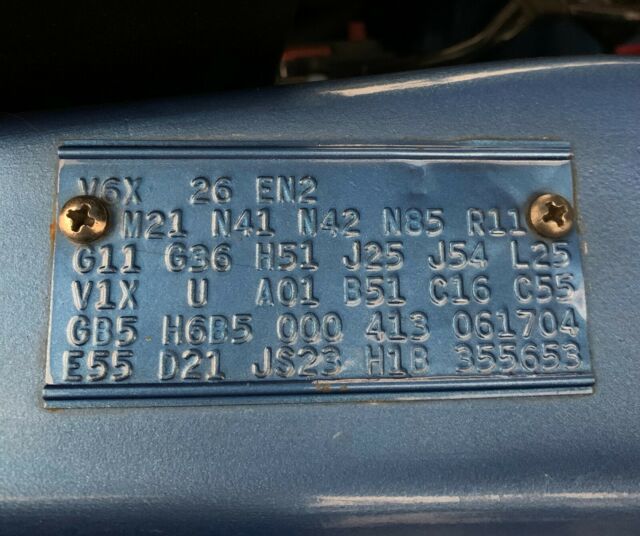 V6X 26 EN2
M21 N41 N42 N85 R11
G11 G36 H51 J25 J54 L25
V1X U A01 B51 C16 C55
GB5 H6B5 000 413 061704
E55 D21 JS23 H1B 355653